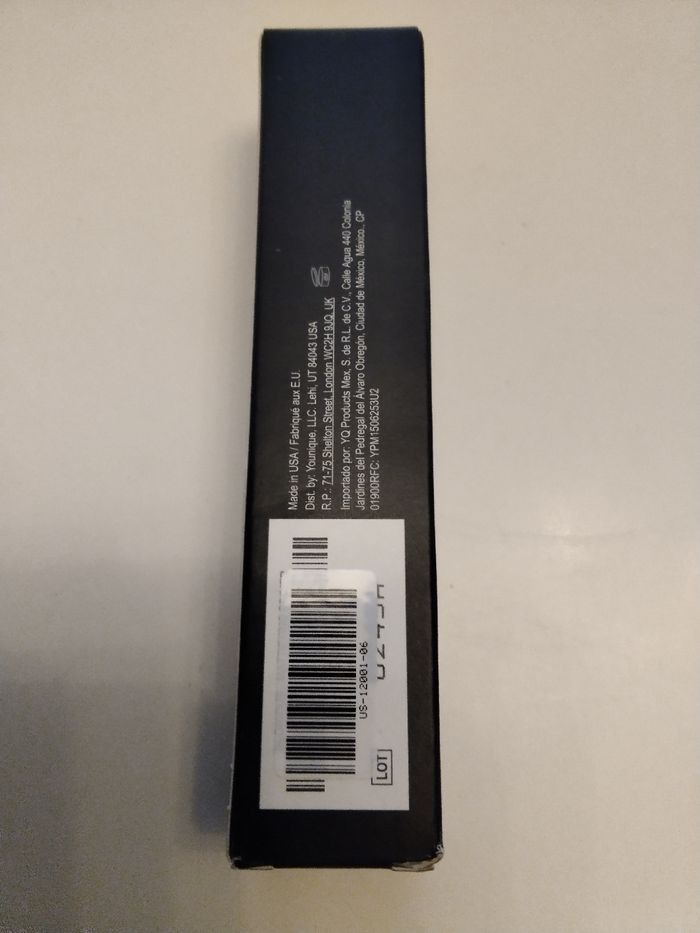 Made in USA / Fabriqué aux E.U.
Dist. by: Younique, LLC. Lehi, UT 84043 USA
R.P.: 71-75 Shelton Street, London WC2H 9JQ, UK
Importado por: YQ Products Mex, S. de R.L. de C.V., Calle Agua 440 Colonia
Jardines del Pedregal del Álvaro Obregón, Ciudad de México, México., CP
01900RFC: YPM1506253U2
US-12001-06
LOT